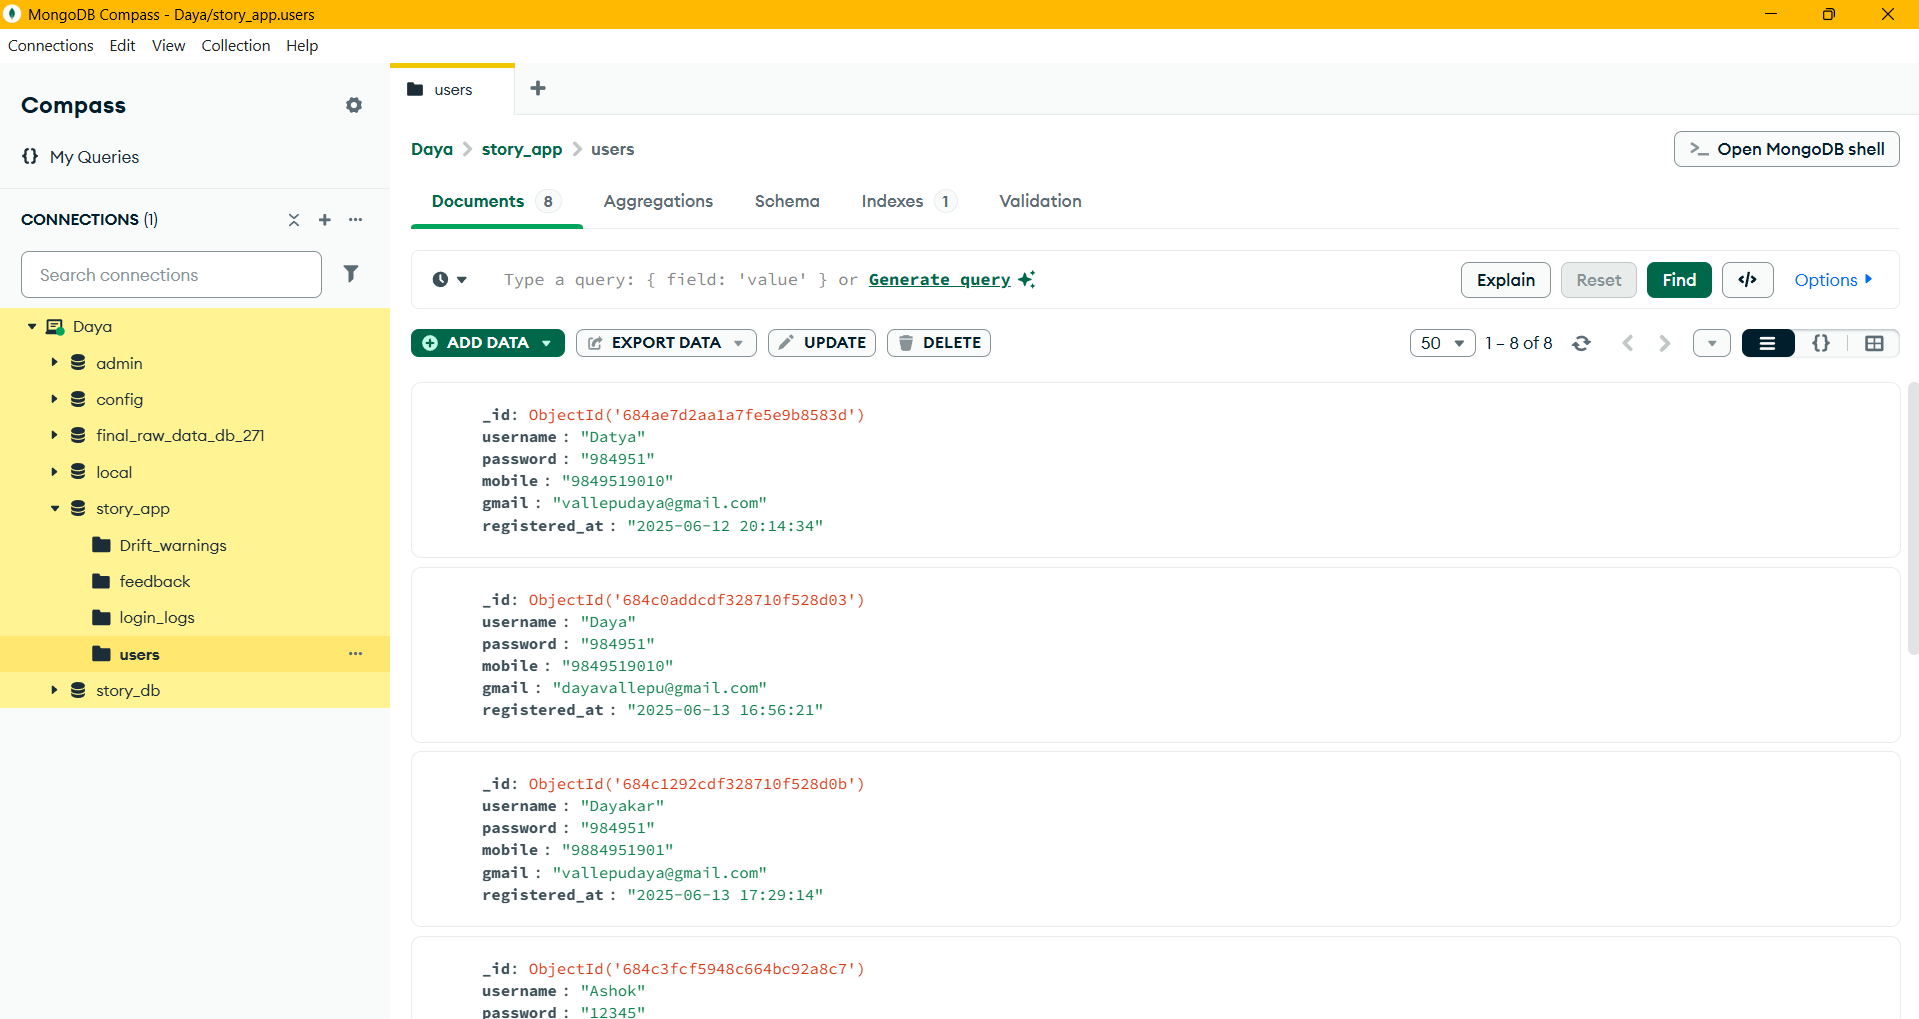 MongoDB Compass - Daya/story_app.users
Connections Edit View Collection Help
Compass
{} My Queries
CONNECTIONS (1)
Search connections
Daya
admin
config
final_raw_data_db_271
local
story_app
Drift_warnings
feedback
login_logs
users
story_db
users
Daya > story_app > users
>_ Open MongoDB shell
Documents 8 Aggregations Schema Indexes 1 Validation
Type a query: { field: 'value' } or Generate query
Explain Reset Find </> Options
ADD DATA EXPORT DATA UPDATE DELETE
50 1 – 8 of 8 {}
_id: ObjectId('684ae7d2aa1a7fe5e9b8583d')
username : "Datya"
password : "984951"
mobile : "9849519010"
gmail : "vallepudaya@gmail.com"
registered_at : "2025-06-12 20:14:34"
_id: ObjectId('684c0addcdf328710f528d03')
username : "Daya"
password : "984951"
mobile : "9849519010"
gmail : "dayavallepu@gmail.com"
registered_at : "2025-06-13 16:56:21"
_id: ObjectId('684c1292cdf328710f528d0b')
username : "Dayakar"
password : "984951"
mobile : "9884951901"
gmail : "vallepudaya@gmail.com"
registered_at : "2025-06-13 17:29:14"
_id: ObjectId('684c3fcf5948c664bc92a8c7')
username : "Ashok"
password : "12345"